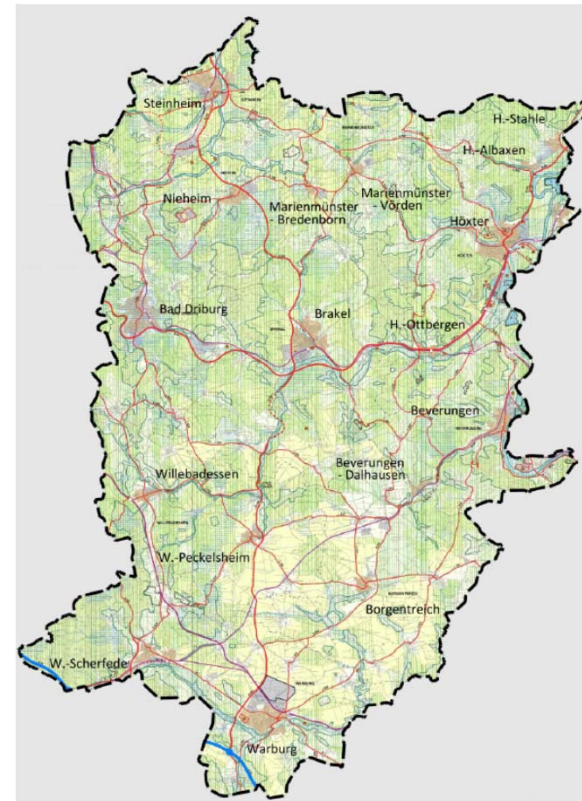 Steinheim
H.-Stahle
H.-Albaxen
Nieheim
Marienmünster
- Bredenborn
Marienmünster
- Vörden
Höxter
Bad Driburg
Brakel
H.-Ottbergen
Beverungen
Beverungen
- Dalhausen
Willebadessen
W.-Peckelsheim
Borgentreich
W.-Scherfede
Warburg